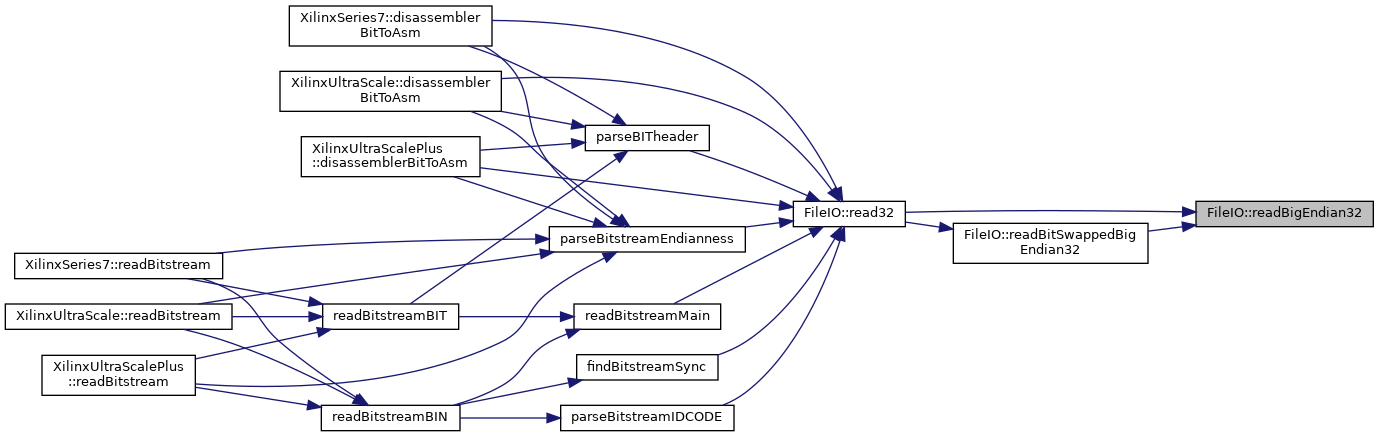 XilinxSeries7::disassembler
BitToAsm
XilinxUltraScale::disassembler
BitToAsm
parseBITheader
XilinxUltraScalePlus
::disassemblerBitToAsm
FileIO::read32
FileIO::readBigEndian32
parseBitstreamEndianness
FileIO::readBitSwappedBig
Endian32
XilinxSeries7::readBitstream
XilinxUltraScale::readBitstream
readBitstreamBIT
readBitstreamMain
XilinxUltraScalePlus
::readBitstream
findBitstreamSync
readBitstreamBIN
parseBitstreamIDCODE